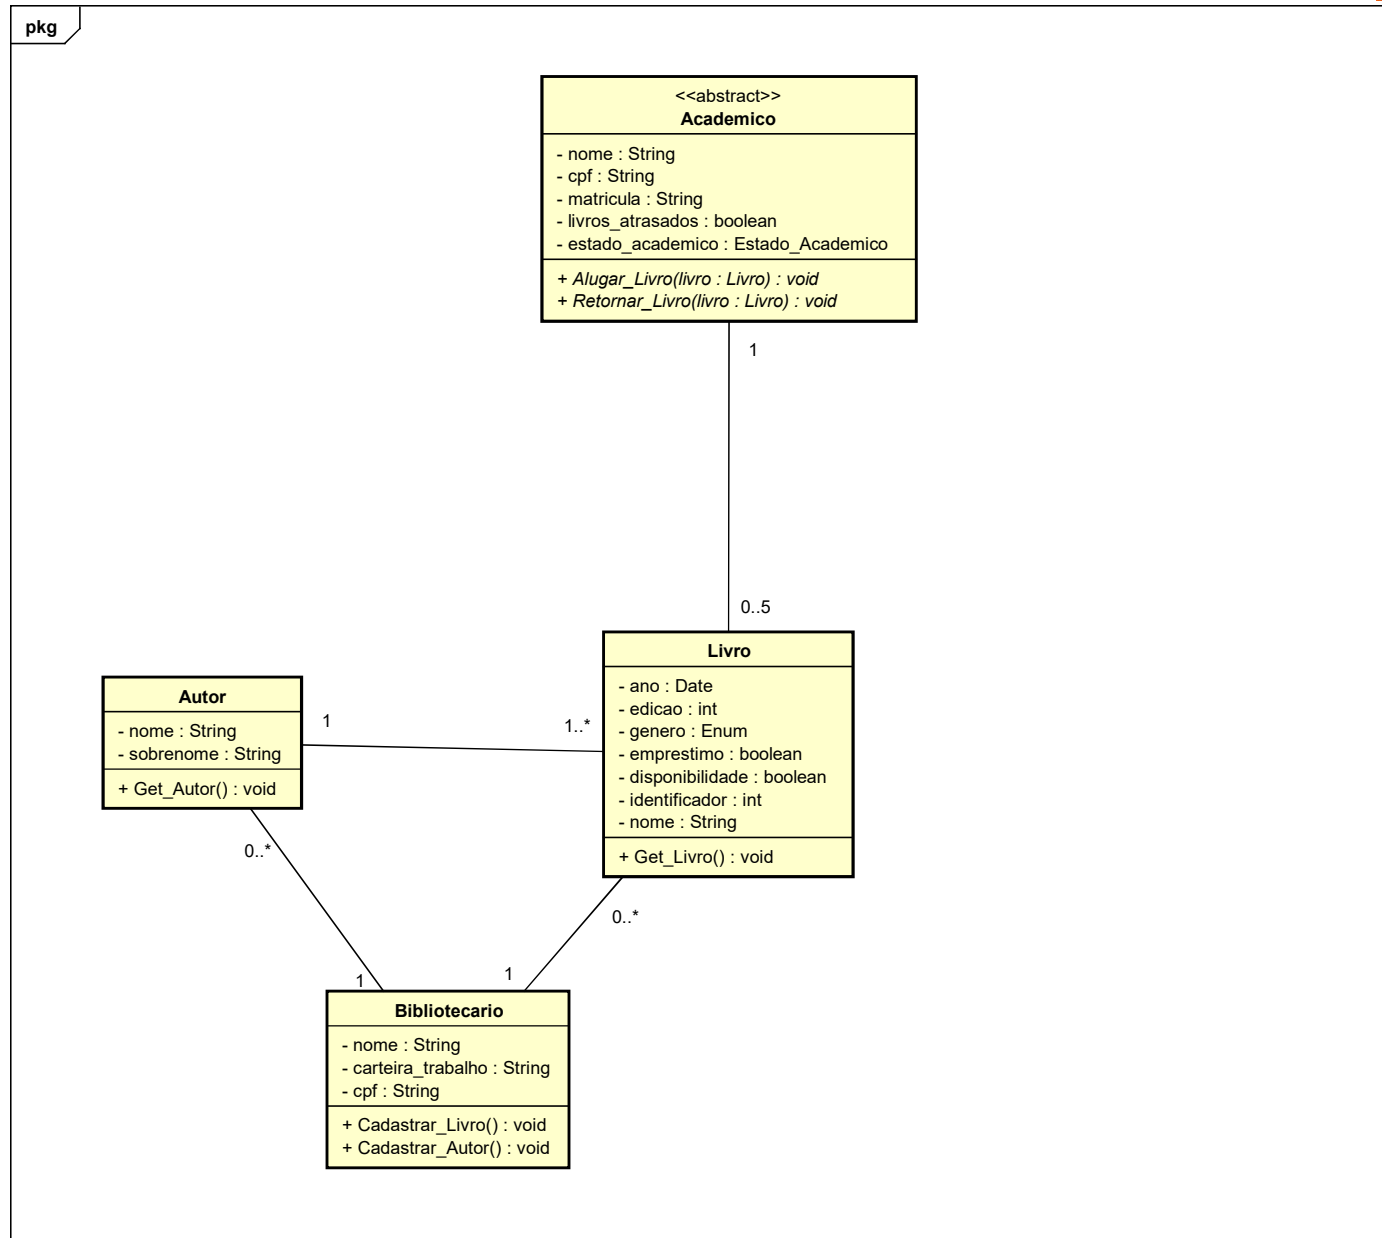 pkg
<<abstract>>
Academico
- nome : String
- cpf : String
- matricula : String
- livros_atrasados : boolean
- estado_academico : Estado_Academico
+ Alugar_Livro(livro : Livro) : void
+ Retornar_Livro(livro : Livro) : void
1
0..5
Livro
- ano : Date
- edicao : int
- genero : Enum
- emprestimo : boolean
- disponibilidade : boolean
- identificador : int
- nome : String
+ Get_Livro() : void
Autor
- nome : String
- sobrenome : String
+ Get_Autor() : void
1
1..*
0..*
0..*
1
1
Bibliotecario
- nome : String
- carteira_trabalho : String
- cpf : String
+ Cadastrar_Livro() : void
+ Cadastrar_Autor() : void